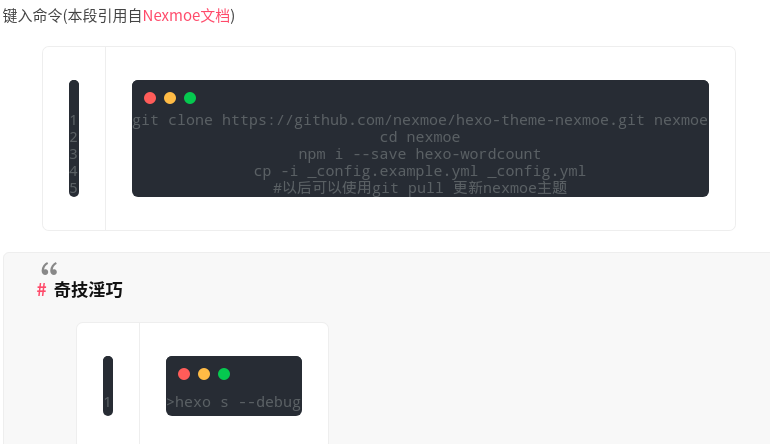 键入命令(本段引用自Nexmoe文档)
1 git clone https://github.com/nexmoe/hexo-theme-nexmoe.git nexmoe
2 cd nexmoe
3 npm i --save hexo-wordcount
4 cp -i _config.example.yml _config.yml
5 #以后可以使用git pull 更新nexmoe主题
“
# 奇技淫巧
1 >hexo s --debug